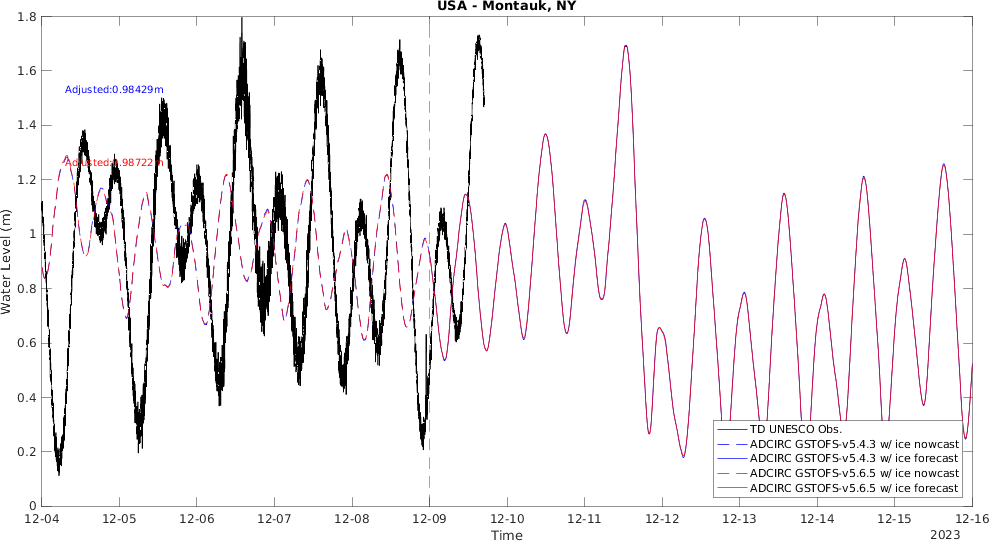 USA - Montauk, NY
1.8
1.6
1.4
1.2
1
0.8
0.6
0.4
0.2
0
Water Level (m)
Adjusted:0.98429m
Adjusted:0.98722m
TD UNESCO Obs.
ADCIRC GSTOFS-v5.4.3 w/ ice nowcast
ADCIRC GSTOFS-v5.4.3 w/ ice forecast
ADCIRC GSTOFS-v5.6.5 w/ ice nowcast
ADCIRC GSTOFS-v5.6.5 w/ ice forecast
12-04 12-05 12-06 12-07 12-08 12-09 12-10 12-11 12-12 12-13 12-14 12-15 12-16
Time
2023